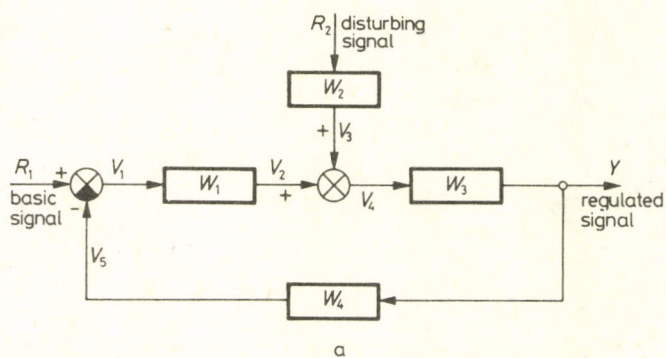 R₂ disturbing
signal
W₂
+ V₃
R₁ + V₁ W₁ V₂ + V₄ W₃ Y
basic
signal -
regulated
signal
V₅
W₄
a